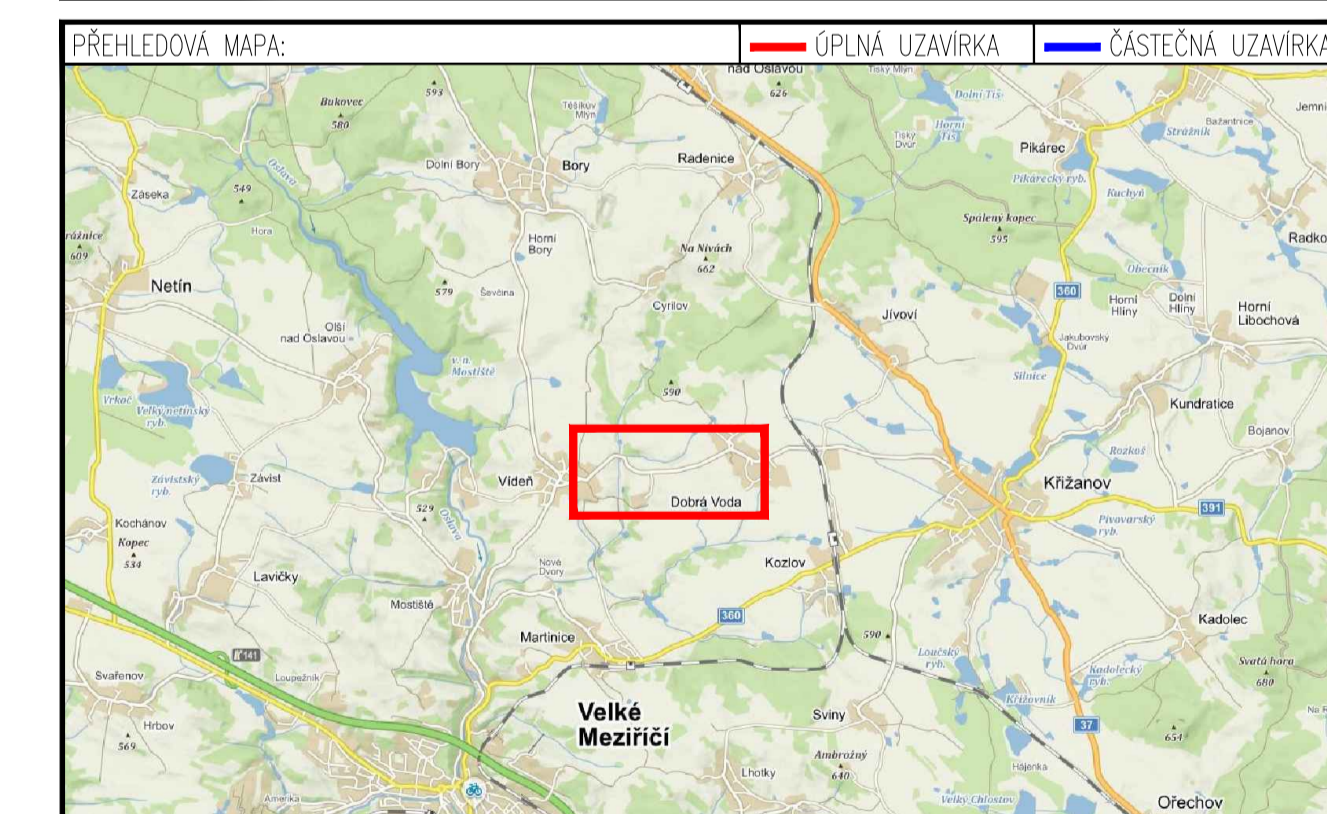 PŘEHLEDOVÁ MAPA:
ÚPLNÁ UZAVÍRKA
ČÁSTEČNÁ UZAVÍRKA
nad Oslavou
Tiský Mlýn
593
626
Bukovec
580
Těšíkův
Mlýn
Dolní Tis
Horní
Tis
Tiský
Dvůr
Bažantnice
Strážník
Jemni
Dolní Bory
Bory
Radenice
Pikárec
Pikárecký ryb.
Kuchyň
Záseka
549
Oslava
Hora
Horní
Bory
Na Nivách
662
Spálený kopec
595
Radko
rážnice
609
Netín
579
Ševčina
Cyrilov
Obecník
360
Horní
Hliny
Dolní
Hliny
Horní
Libochová
Olší
nad Oslavou
Jívoví
Jakubovský
Dvůr
v. n.
Mostiště
590
Silnice
Vrkoč
Velký netínský
ryb.
Kundratice
Bojanov
Rozkoš
Závistský
ryb.
Závist
Vídeň
Dobrá Voda
Křižanov
391
529
Oslava
Pivovarský
ryb.
Kochánov
Kopec
534
Lavičky
Nové
Dvory
Kozlov
Mostiště
360
Martinice
590
Kadolec
141
Svařenov
Loupežník
Loučský
ryb.
Kadolecký
ryb.
Svatá hora
680
Křižovník
Velké
Meziříčí
Sviny
37
Na R
Hrbov
569
654
Ambrožný
640
Lhotky
Hájenka
Amerika
Velký Chlostov
Ořechov